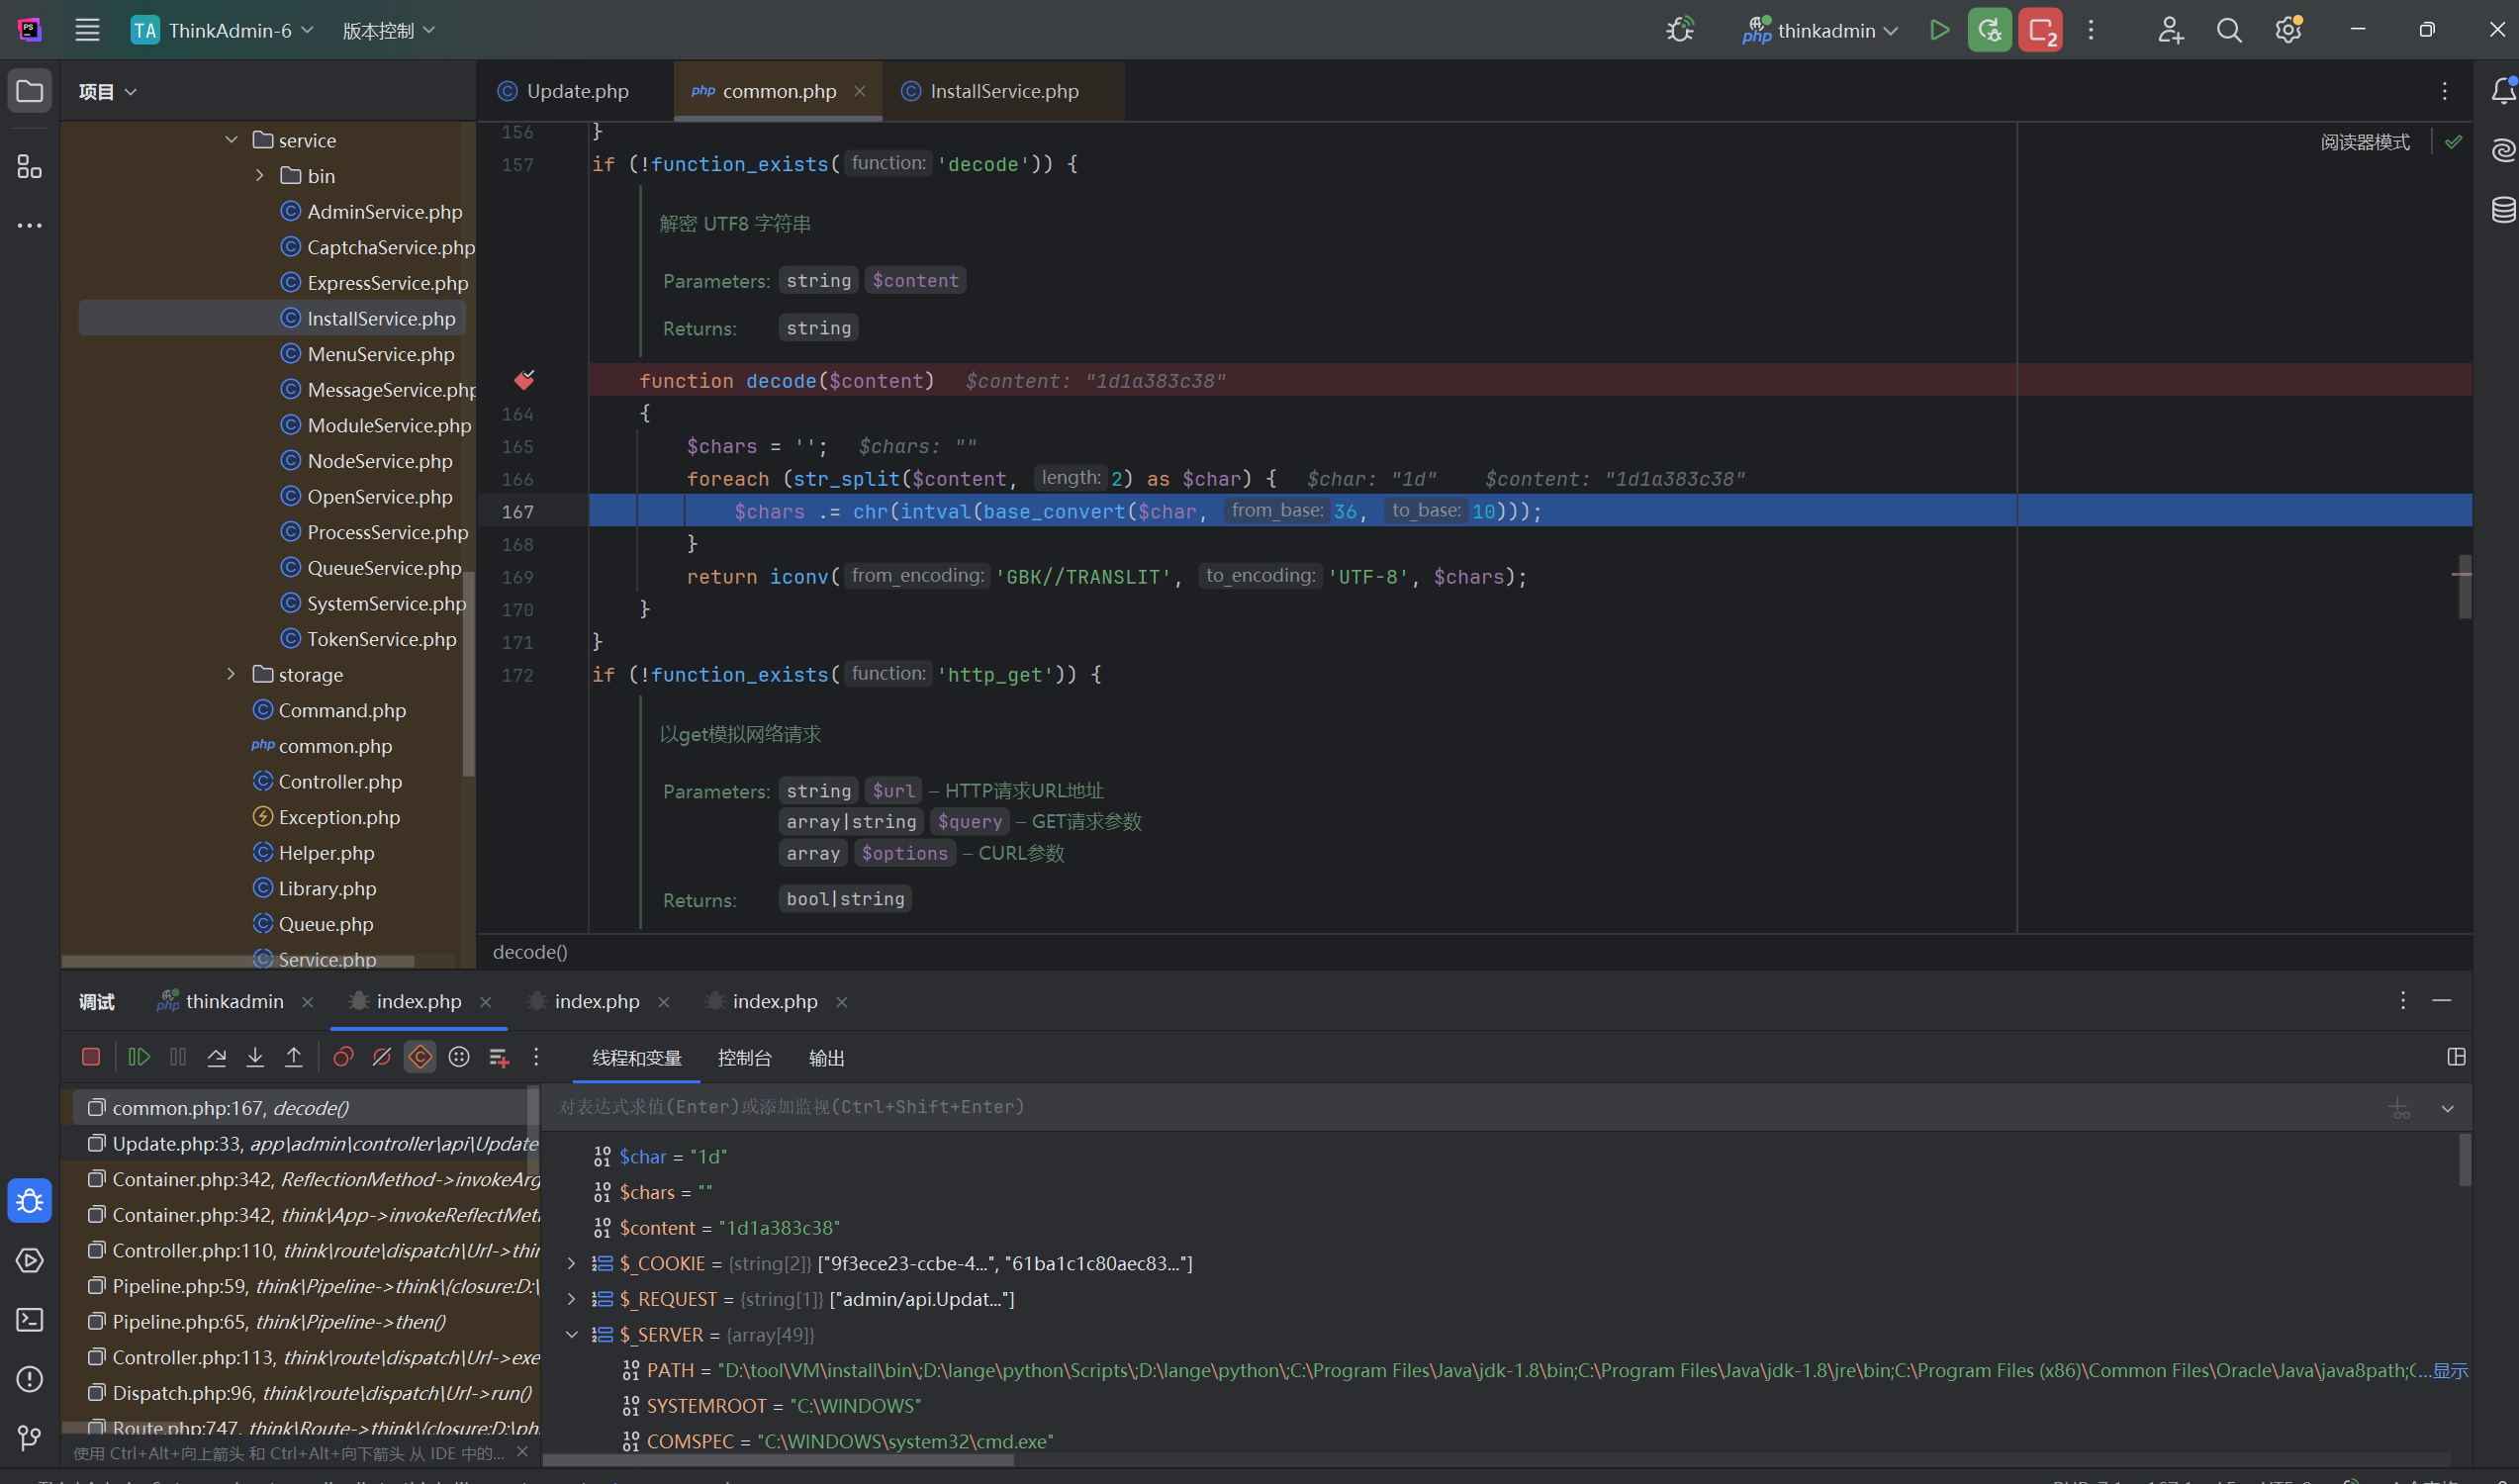 TA ThinkAdmin-6 版本控制 php thinkadmin 2
项目
service
bin
AdminService.php
CaptchaService.php
ExpressService.php
InstallService.php
MenuService.php
MessageService.php
ModuleService.php
NodeService.php
OpenService.php
ProcessService.php
QueueService.php
SystemService.php
TokenService.php
storage
Command.php
php common.php
Controller.php
Exception.php
Helper.php
Library.php
Queue.php
Service.php
Update.php php common.php InstallService.php
阅读器模式
156 }
157 if (!function_exists( function: 'decode')) {
解密 UTF8 字符串
Parameters: string $content
Returns: string
function decode($content) $content: "1d1a383c38"
164 {
165 $chars = ''; $chars: ""
166 foreach (str_split($content, length: 2) as $char) { $char: "1d" $content: "1d1a383c38"
167 $chars .= chr(intval(base_convert($char, from_base: 36, to_base: 10)));
168 }
169 return iconv( from_encoding: 'GBK//TRANSLIT', to_encoding: 'UTF-8', $chars);
170 }
171 }
172 if (!function_exists( function: 'http_get')) {
以get模拟网络请求
Parameters: string $url – HTTP请求URL地址
array|string $query – GET请求参数
array $options – CURL参数
Returns: bool|string
decode()
调试 php thinkadmin index.php index.php index.php
线程和变量 控制台 输出
common.php:167, decode()
Update.php:33, app\admin\controller\api\Update
Container.php:342, ReflectionMethod->invokeArg
Container.php:342, think\App->invokeReflectMet
Controller.php:110, think\route\dispatch\Url->thin
Pipeline.php:59, think\Pipeline->think\{closure:D:\
Pipeline.php:65, think\Pipeline->then()
Controller.php:113, think\route\dispatch\Url->exe
Dispatch.php:96, think\route\dispatch\Url->run()
Route.php:747, think\Route->think\{closure:D:\ph
使用 Ctrl+Alt+向上箭头 和 Ctrl+Alt+向下箭头 从 IDE 中的...
对表达式求值(Enter)或添加监视(Ctrl+Shift+Enter)
$char = "1d"
$chars = ""
$content = "1d1a383c38"
$_COOKIE = {string[2]} ["9f3ece23-ccbe-4...", "61ba1c1c80aec83..."]
$_REQUEST = {string[1]} ["admin/api.Updat..."]
$_SERVER = {array[49]}
PATH = "D:\tool\VM\install\bin\;D:\lange\python\Scripts\;D:\lange\python\;C:\Program Files\Java\jdk-1.8\bin;C:\Program Files\Java\jdk-1.8\jre\bin;C:\Program Files (x86)\Common Files\Oracle\Java\java8path;C...显示
SYSTEMROOT = "C:\WINDOWS"
COMSPEC = "C:\WINDOWS\system32\cmd.exe"